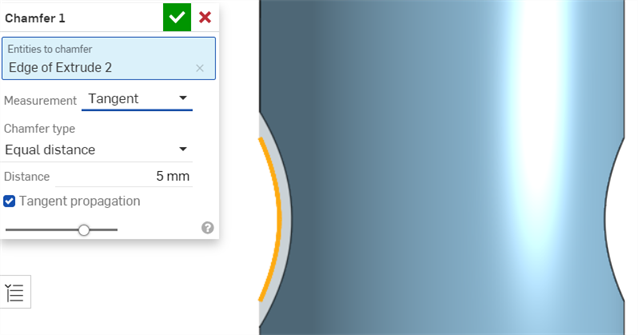 Chamfer 1
Entities to chamfer
Edge of Extrude 2
Measurement Tangent
Chamfer type
Equal distance
Distance 5 mm
Tangent propagation